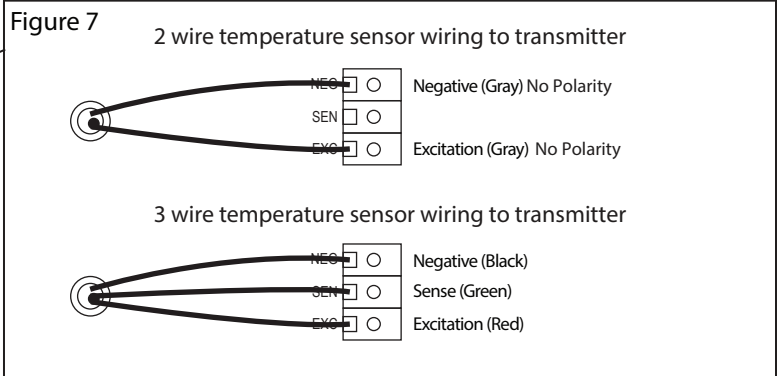 Figure 7
2 wire temperature sensor wiring to transmitter
NEG Negative (Gray) No Polarity
SEN
EXC Excitation (Gray) No Polarity
3 wire temperature sensor wiring to transmitter
NEG Negative (Black)
SEN Sense (Green)
EXC Excitation (Red)